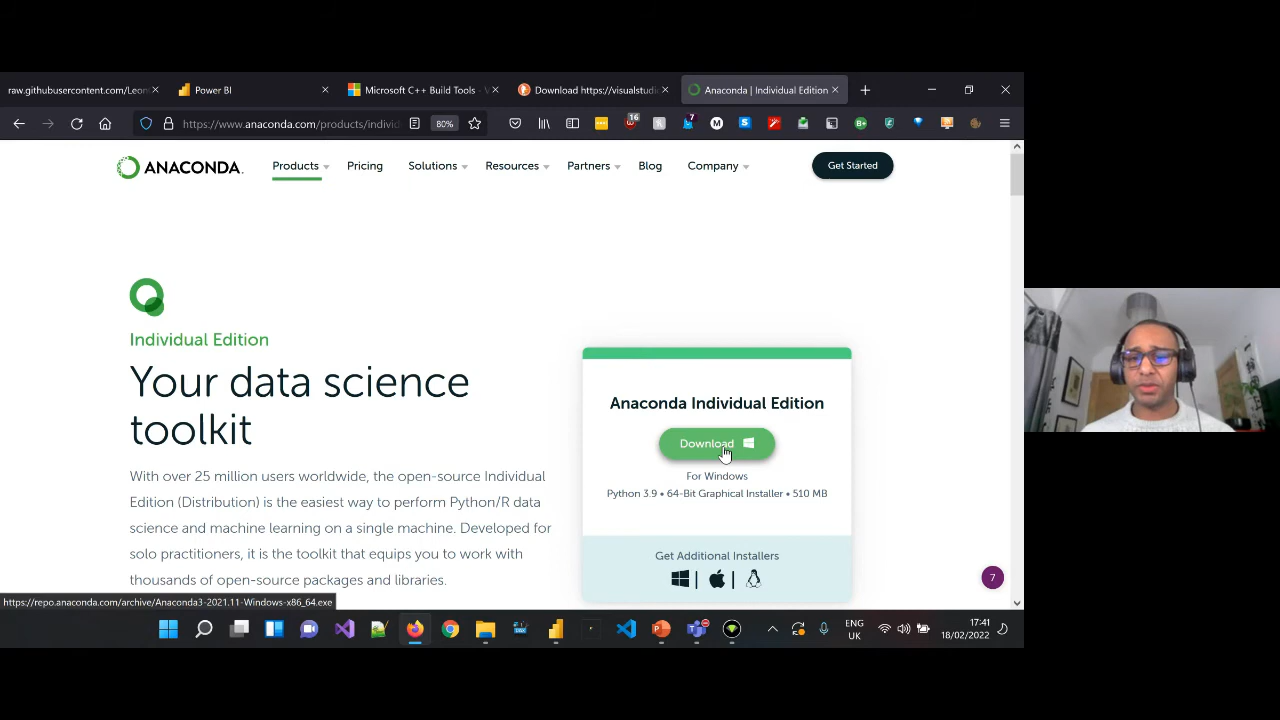 raw.githubusercontent.com/Leon
Power BI
Microsoft C++ Build Tools - V
Download https://visualstudi
Anaconda | Individual Edition
https://www.anaconda.com/products/individ
80%
16
7
ANACONDA.
Products
Pricing
Solutions
Resources
Partners
Blog
Company
Get Started
Individual Edition
Your data science
toolkit
With over 25 million users worldwide, the open-source Individual
Edition (Distribution) is the easiest way to perform Python/R data
science and machine learning on a single machine. Developed for
solo practitioners, it is the toolkit that equips you to work with
thousands of open-source packages and libraries.
Anaconda Individual Edition
Download
For Windows
Python 3.9 • 64-Bit Graphical Installer • 510 MB
Get Additional Installers
7
https://repo.anaconda.com/archive/Anaconda3-2021.11-Windows-x86_64.exe
ENG
UK
17:41
18/02/2022